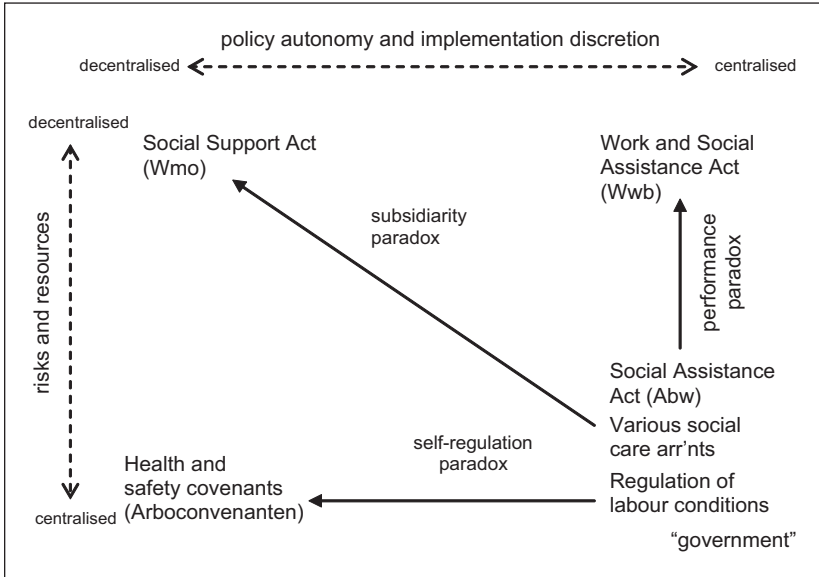 policy autonomy and implementation discretion
decentralised
centralised
decentralised
Social Support Act
(Wmo)
Work and Social
Assistance Act
(Wwb)
subsidiarity
paradox
risks and resources
performance
paradox
Social Assistance
Act (Abw)
Various social
care arr'nts
self-regulation
paradox
Health and
safety covenants
(Arboconvenanten)
Regulation of
labour conditions
centralised
"government"